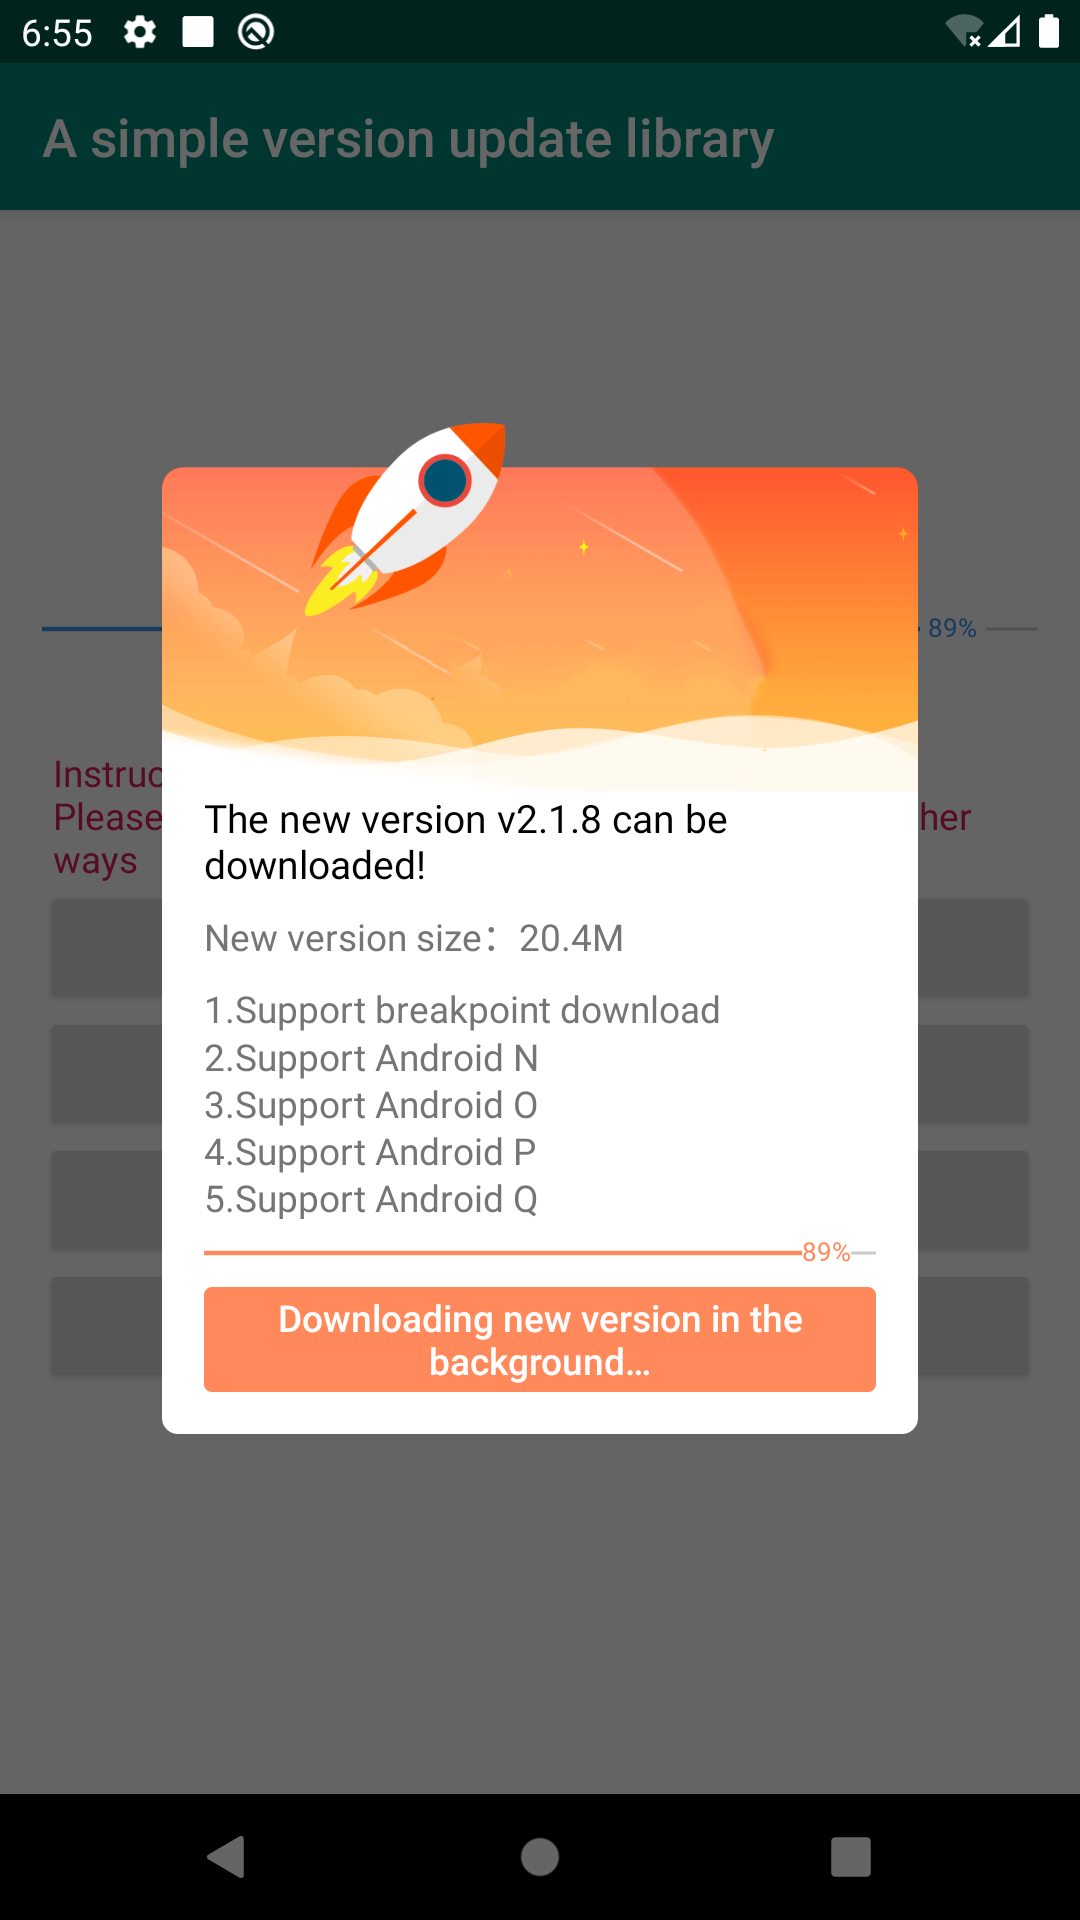 6:55
A simple version update library
89%
Instruc
Please her
ways
The new version v2.1.8 can be
downloaded!
New version size：20.4M
1.Support breakpoint download
2.Support Android N
3.Support Android O
4.Support Android P
5.Support Android Q
89%
Downloading new version in the
background...